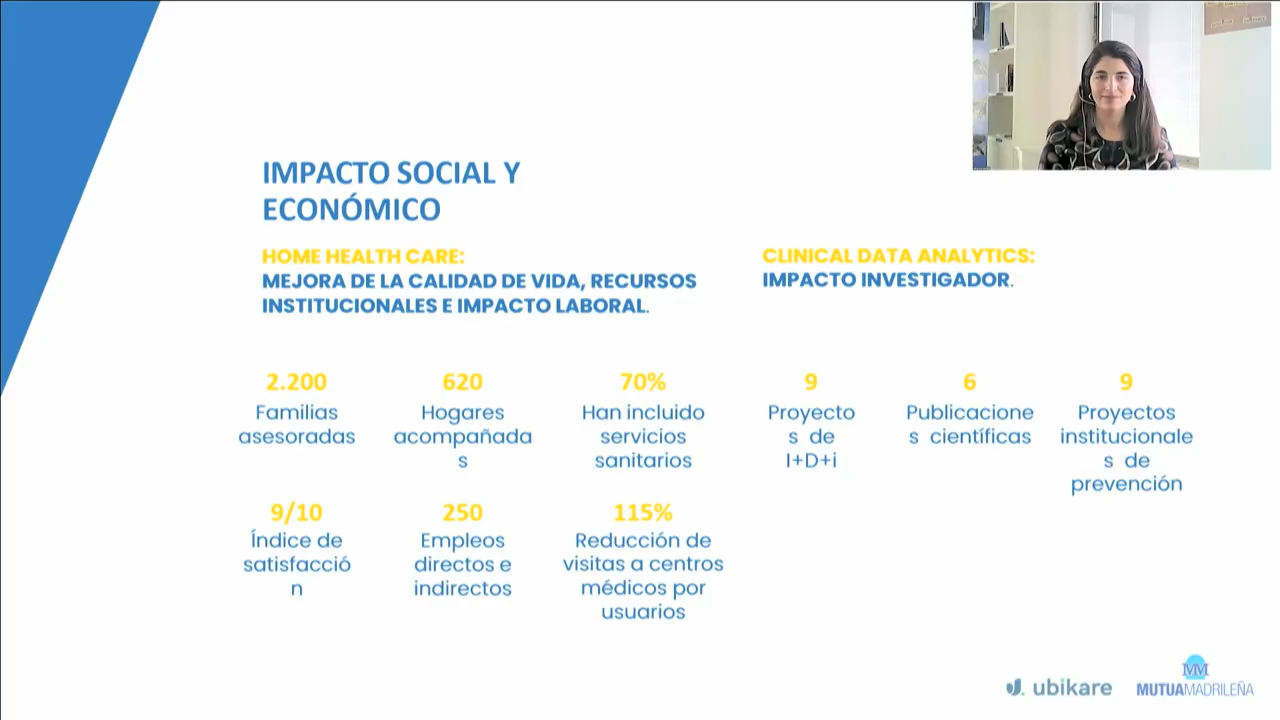 IMPACTO SOCIAL Y
ECONÓMICO
HOME HEALTH CARE:
MEJORA DE LA CALIDAD DE VIDA, RECURSOS
INSTITUCIONALES E IMPACTO LABORAL.
CLINICAL DATA ANALYTICS:
IMPACTO INVESTIGADOR.
2.200
Familias
asesoradas
620
Hogares
acompañada
s
70%
Han incluido
servicios
sanitarios
9
Proyecto
s de
I+D+i
6
Publicacione
s científicas
9
Proyectos
institucionale
s de
prevención
9/10
Índice de
satisfacció
n
250
Empleos
directos e
indirectos
115%
Reducción de
visitas a centros
médicos por
usuarios
ubikare
MM
MUTUAMADRILEÑA